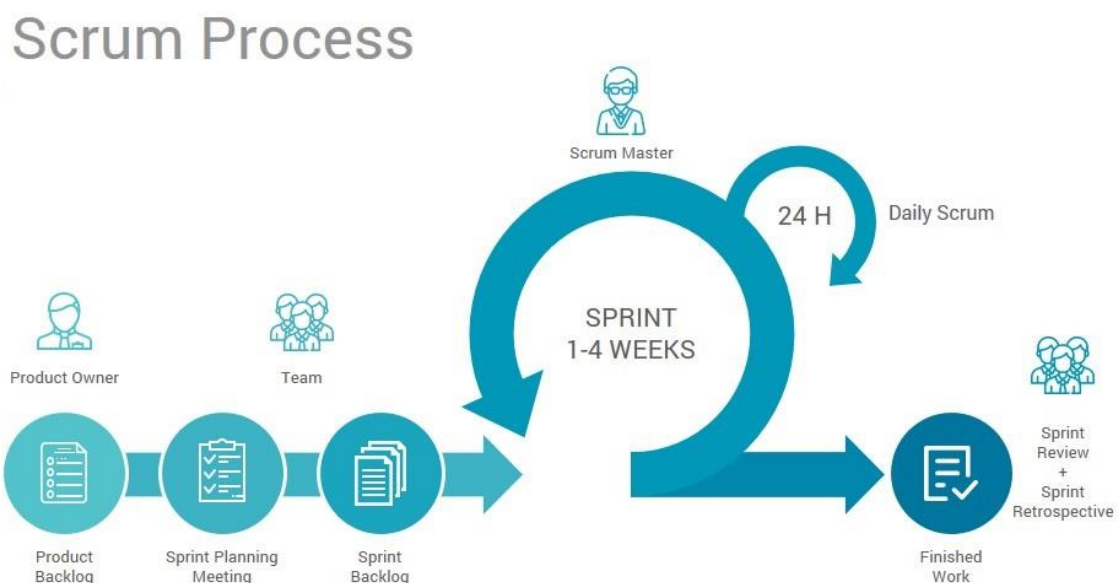 Scrum Process
Scrum Master
24 H
Daily Scrum
SPRINT
1-4 WEEKS
Product Owner
Team
Sprint
Review
+
Sprint
Retrospective
Product
Backlog
Sprint Planning
Meeting
Sprint
Backlog
Finished
Work